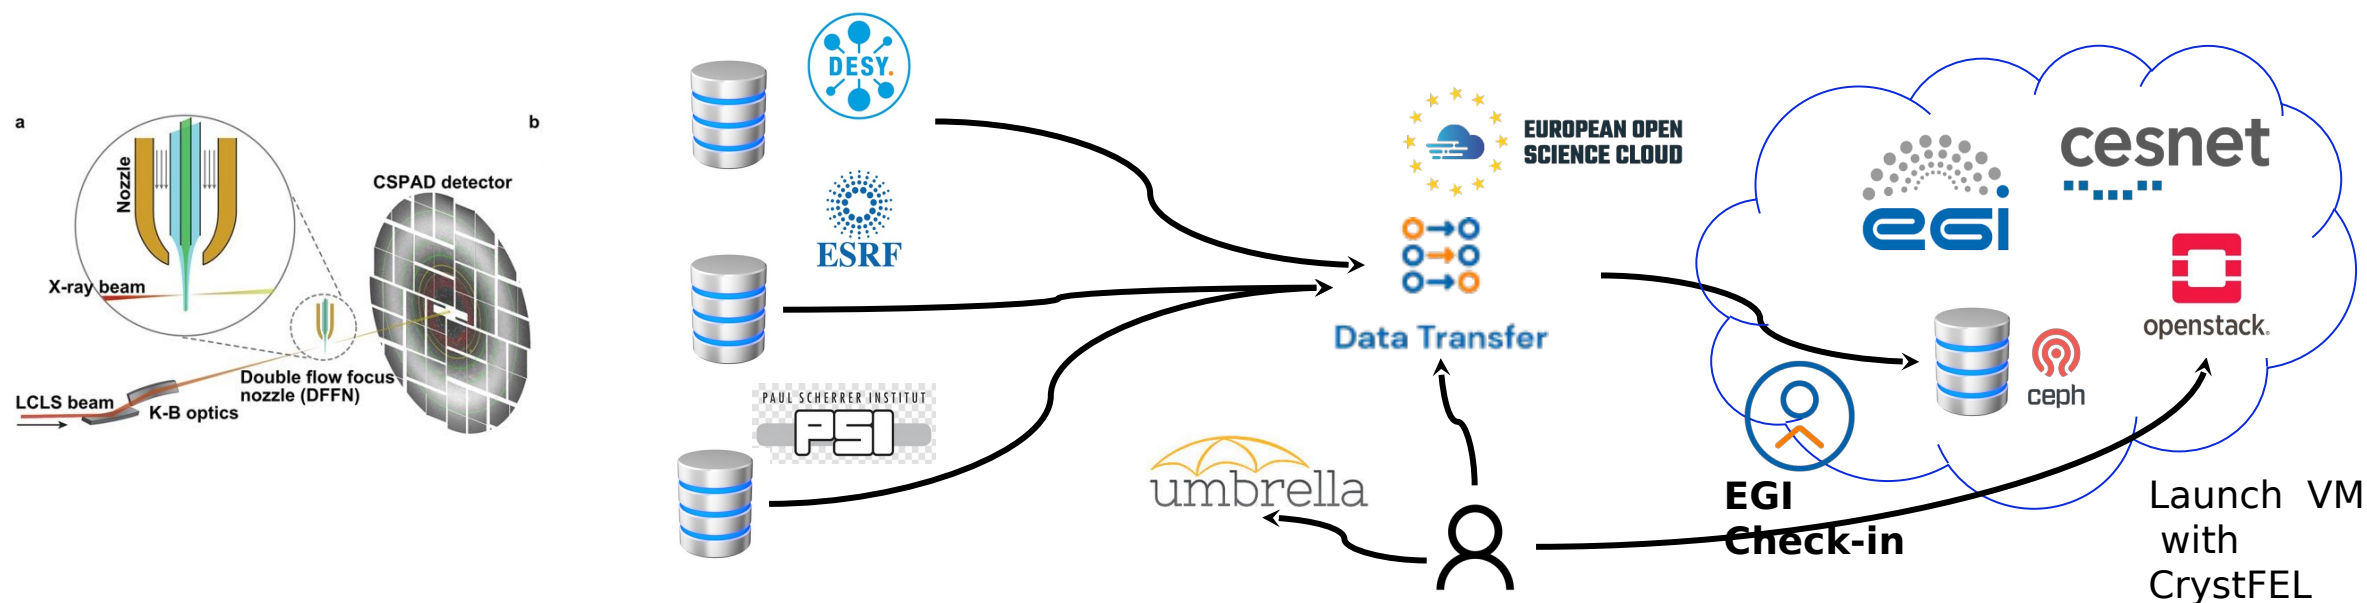 a
b
Nozzle
CSPAD detector
X-ray beam
Double flow focus
nozzle (DFFN)
LCLS beam
K-B optics
DESY.
ESRF
PAUL SCHERRER INSTITUT
PSI
EUROPEAN OPEN
SCIENCE CLOUD
Data Transfer
umbrella
egi
cesnet
openstack.
ceph
EGI
Check-in
Launch VM
with
CrystFEL